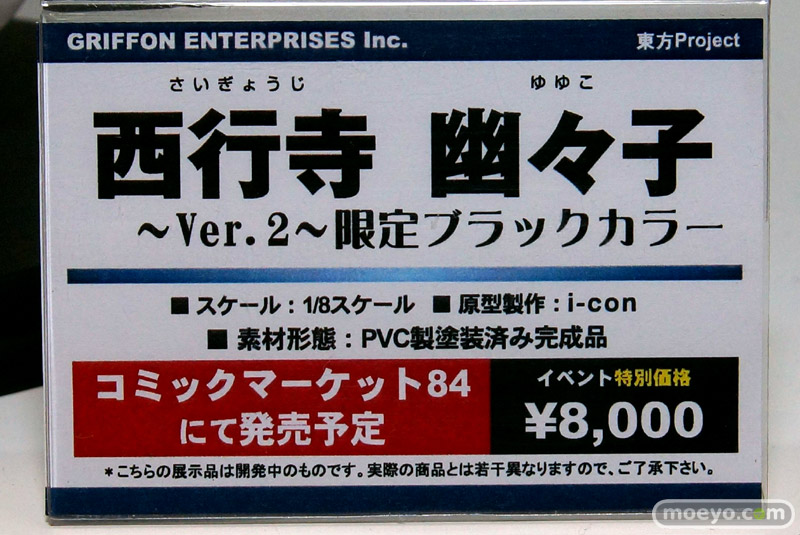 GRIFFON ENTERPRISES Inc. 東方Project
さいぎょうじ ゆゆこ
西行寺 幽々子
～Ver.2～限定ブラックカラー
■ スケール：1/8スケール ■ 原型製作：i-con
■ 素材形態：PVC製塗装済み完成品
コミックマーケット84
にて発売予定
イベント特別価格
¥8,000
＊こちらの展示品は開発中のものです。実際の商品とは若干異なりますので、ご了承下さい。
moeyo.com